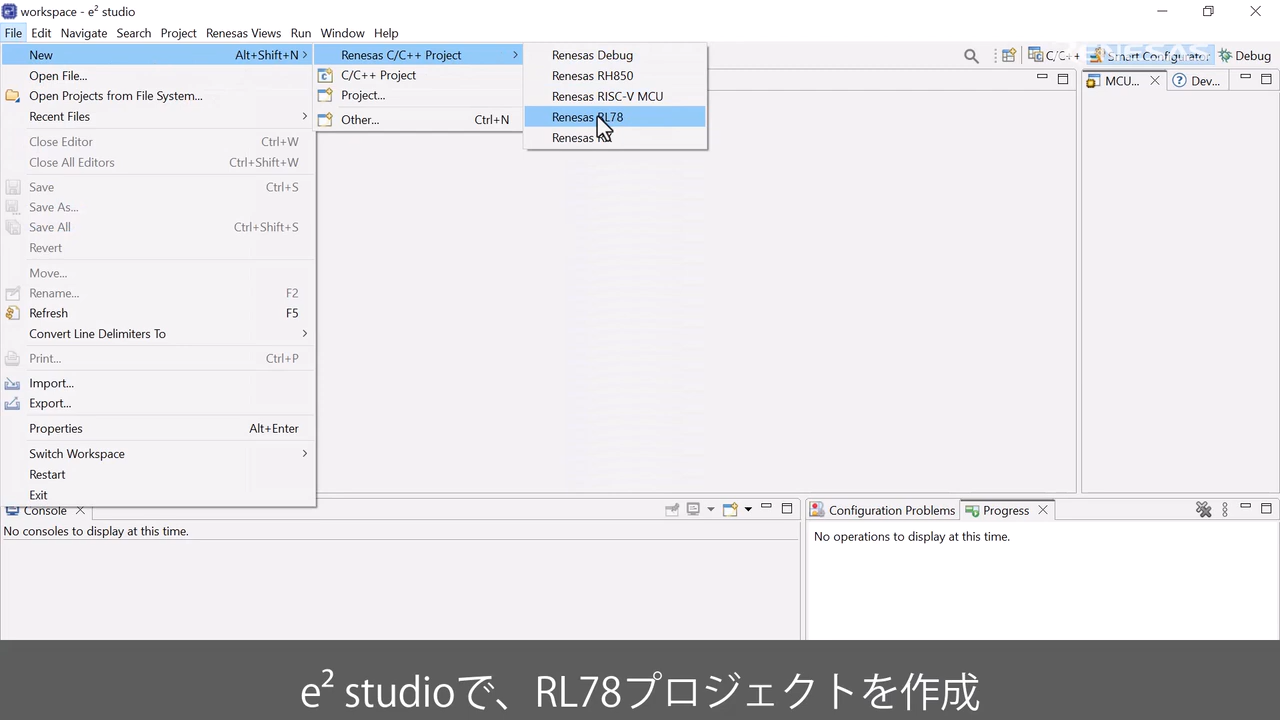 workspace - e² studio
File Edit Navigate Search Project Renesas Views Run Window Help
New Alt+Shift+N
Open File...
Open Projects from File System...
Recent Files
Close Editor Ctrl+W
Close All Editors Ctrl+Shift+W
Save Ctrl+S
Save As...
Save All Ctrl+Shift+S
Revert
Move...
Rename... F2
Refresh F5
Convert Line Delimiters To
Print... Ctrl+P
Import...
Export...
Properties Alt+Enter
Switch Workspace
Restart
Exit
Renesas C/C++ Project
C/C++ Project
Project...
Other... Ctrl+N
Renesas Debug
Renesas RH850
Renesas RISC-V MCU
Renesas RL78
Renesas
C/C++ Smart Configurator Debug
RENESAS
MCU... Dev...
Console
No consoles to display at this time.
Configuration Problems Progress
No operations to display at this time.
e² studioで、RL78プロジェクトを作成